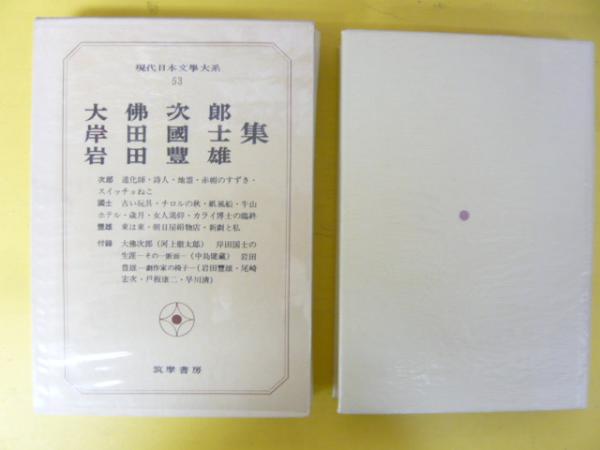 現代日本文學大系
53
大佛次郎
岸田國士集
岩田豐雄
次郎 道化師・詩人・地霊・赤帽のすずき・
スイッチョねこ
國士 古い玩具・チロルの秋・紙風船・牛山
ホテル・歳月・女人渇仰・カライ博士の臨終
豐雄 東は東・朝日屋絹物店・新劇と私
付録 大佛次郎(河上徹太郎) 岸田国士の
生涯—その一断面—(中島健蔵) 岩田
豊雄—劇作家の椅子—(岩田豊雄・尾崎
宏次・戸板康二・早川清)
筑摩書房